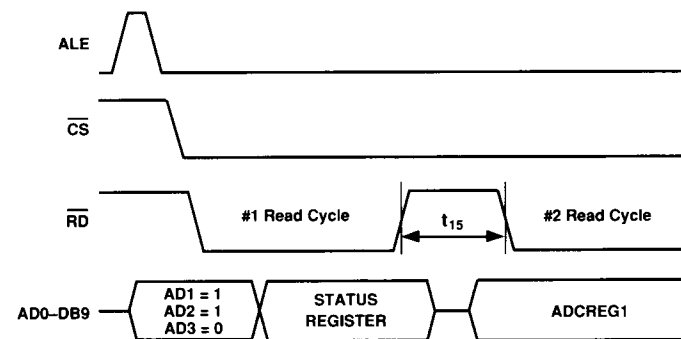 ALE
CS
RD
#1 Read Cycle
t15
#2 Read Cycle
AD0–DB9
AD1 = 1
AD2 = 1
AD3 = 0
STATUS
REGISTER
ADCREG1